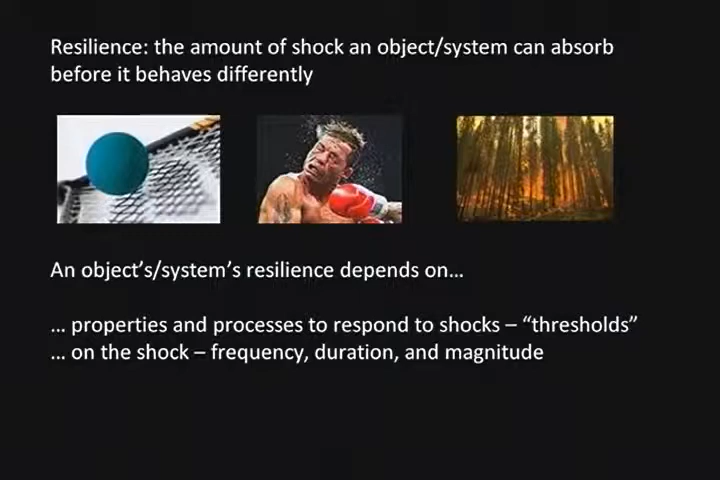 Resilience: the amount of shock an object/system can absorb
before it behaves differently
An object’s/system’s resilience depends on…
… properties and processes to respond to shocks – “thresholds”
… on the shock – frequency, duration, and magnitude